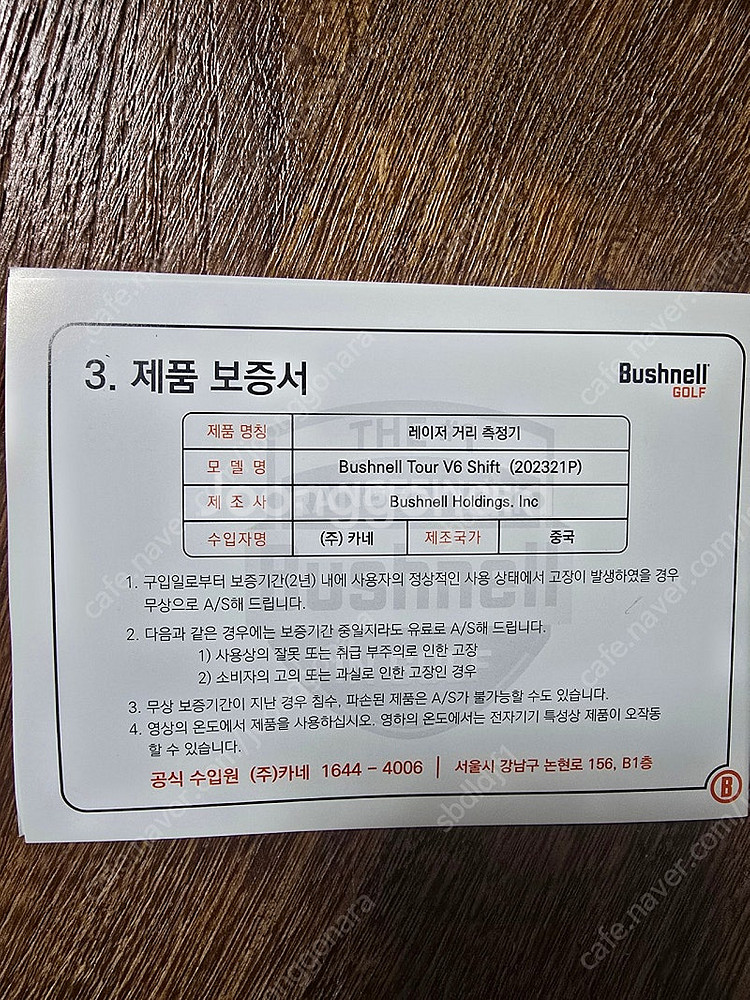 3. 제품 보증서
Bushnell
GOLF
제품 명칭 레이저 거리 측정기
모 델 명 Bushnell Tour V6 Shift (202321P)
제 조 사 Bushnell Holdings. Inc
수입자명 (주) 카네 제조국가 중국
1. 구입일로부터 보증기간(2년) 내에 사용자의 정상적인 사용 상태에서 고장이 발생하였을 경우
무상으로 A/S해 드립니다.
2. 다음과 같은 경우에는 보증기간 중일지라도 유료로 A/S해 드립니다.
1) 사용상의 잘못 또는 취급 부주의로 인한 고장
2) 소비자의 고의 또는 과실로 인한 고장인 경우
3. 무상 보증기간이 지난 경우 침수, 파손된 제품은 A/S가 불가능할 수도 있습니다.
4. 영상의 온도에서 제품을 사용하십시오. 영하의 온도에서는 전자기기 특성상 제품이 오작동
할 수 있습니다.
공식 수입원 (주)카네 1644 - 4006 | 서울시 강남구 논현로 156, B1층
B
THE #1
Bushnell
cafe.naver.com
sbdldjf1